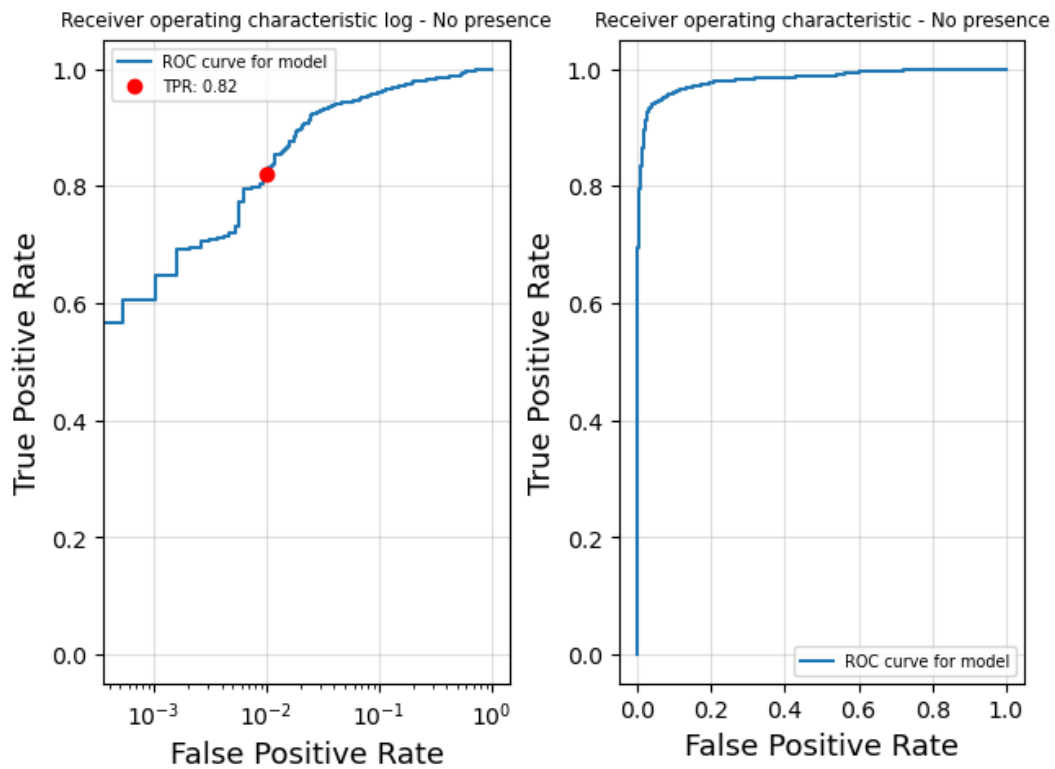 Receiver operating characteristic log - No presence
ROC curve for model
TPR: 0.82
True Positive Rate
1.0
0.8
0.6
0.4
0.2
0.0
10⁻³
10⁻²
10⁻¹
10⁰
False Positive Rate
Receiver operating characteristic - No presence
True Positive Rate
1.0
0.8
0.6
0.4
0.2
0.0
ROC curve for model
0.0
0.2
0.4
0.6
0.8
1.0
False Positive Rate